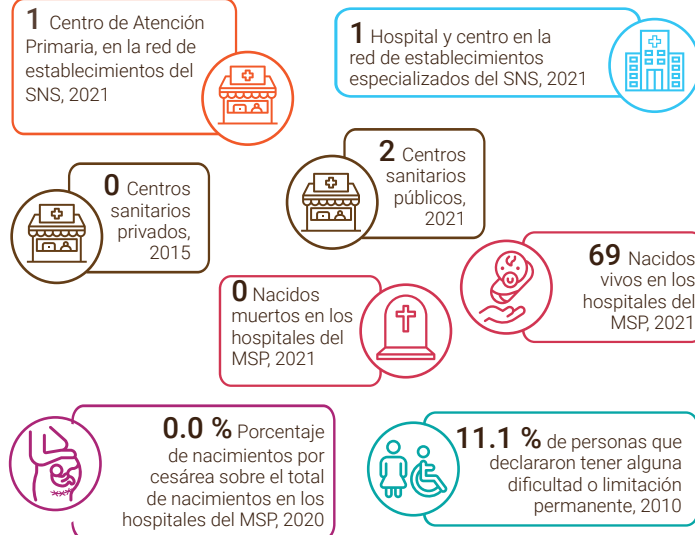 1 Centro de Atención
Primaria, en la red de
establecimientos del
SNS, 2021
1 Hospital y centro en la
red de establecimientos
especializados del SNS, 2021
0 Centros
sanitarios
privados,
2015
2 Centros
sanitarios
públicos,
2021
0 Nacidos
muertos en los
hospitales del
MSP, 2021
69 Nacidos
vivos en los
hospitales del
MSP, 2021
0.0 % Porcentaje
de nacimientos por
cesárea sobre el total
de nacimientos en los
hospitales del MSP, 2020
11.1 % de personas que
declararon tener alguna
dificultad o limitación
permanente, 2010